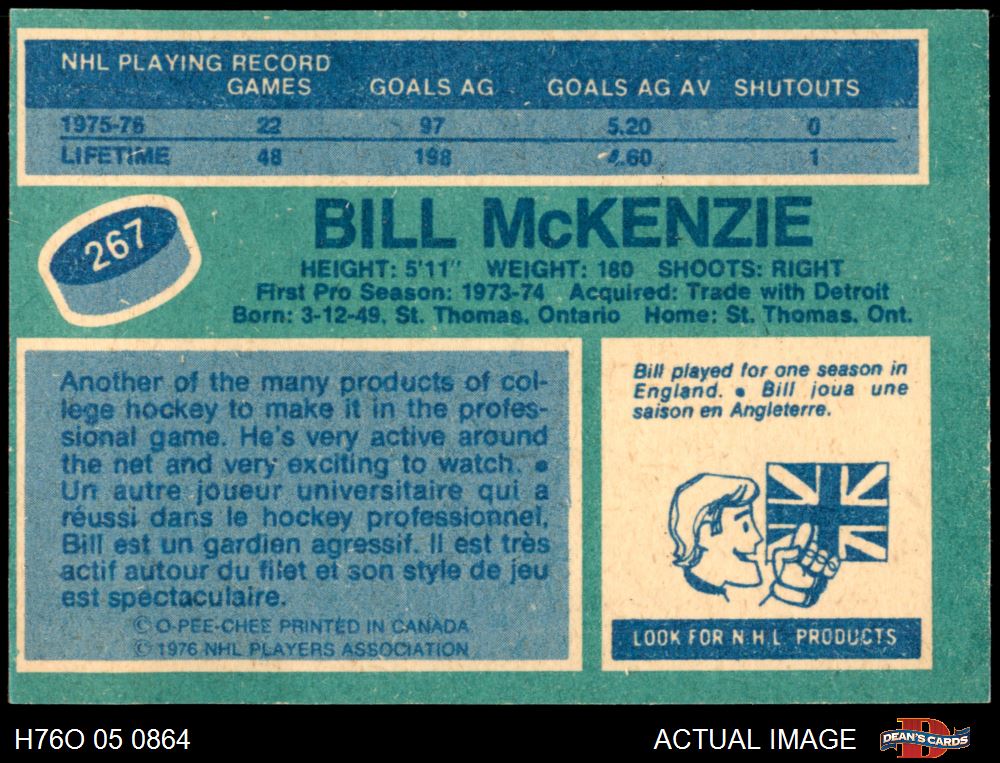 NHL PLAYING RECORD
GAMES GOALS AG GOALS AG AV SHUTOUTS
1975-76 22 97 5.20 0
LIFETIME 48 198 4.60 1
267
BILL McKENZIE
HEIGHT: 5'11" WEIGHT: 180 SHOOTS: RIGHT
First Pro Season: 1973-74 Acquired: Trade with Detroit
Born: 3-12-49, St. Thomas, Ontario Home: St. Thomas, Ont.
Another of the many products of col-
lege hockey to make it in the profes-
sional game. He's very active around
the net and very exciting to watch. •
Un autre joueur universitaire qui a
réussi dans le hockey professionnel,
Bill est un gardien agressif. Il est très
actif autour du filet et son style de jeu
est spectaculaire.
© O-PEE-CHEE PRINTED IN CANADA
© 1976 NHL PLAYERS ASSOCIATION
Bill played for one season in
England. • Bill joua une
saison en Angleterre.
LOOK FOR N.H.L. PRODUCTS
H76O 05 0864
ACTUAL IMAGE
D
DEAN'S CARDS